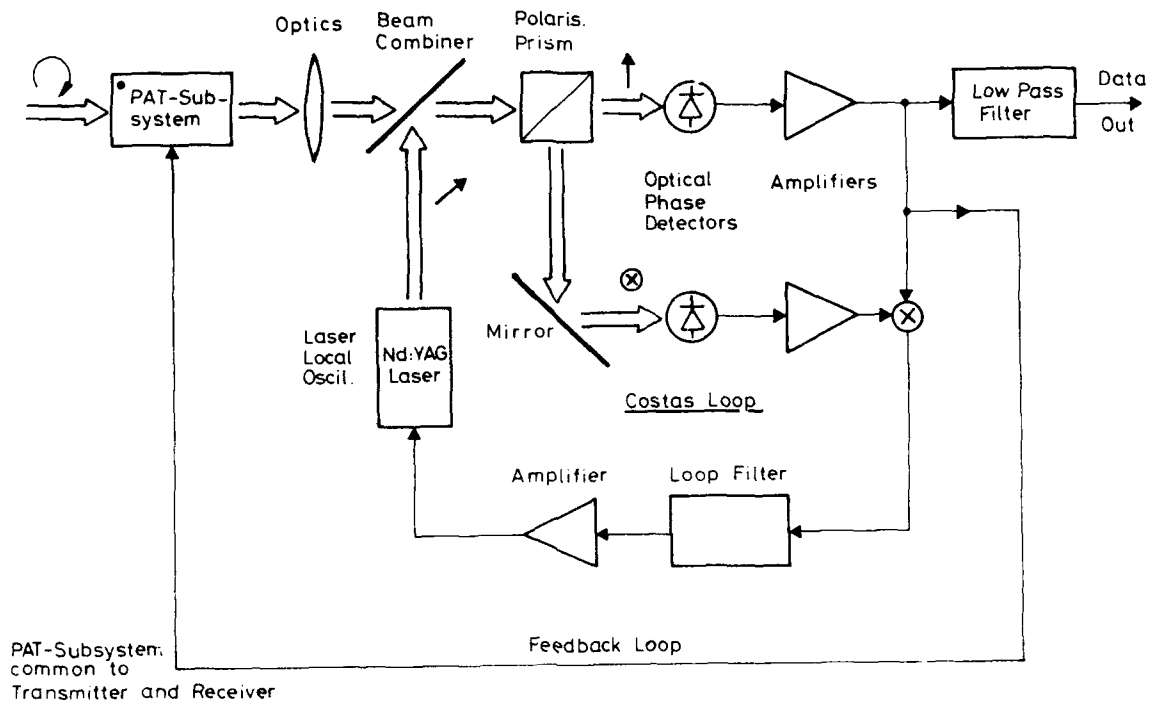 Optics
Beam
Combiner
Polaris.
Prism
PAT-Sub-
system
Low Pass
Filter
Data
Out
Optical
Phase
Detectors
Amplifiers
Laser
Local
Oscil.
Nd:YAG
Laser
Mirror
Costas Loop
Amplifier
Loop Filter
Feedback Loop
PAT-Subsystem
common to
Transmitter and Receiver